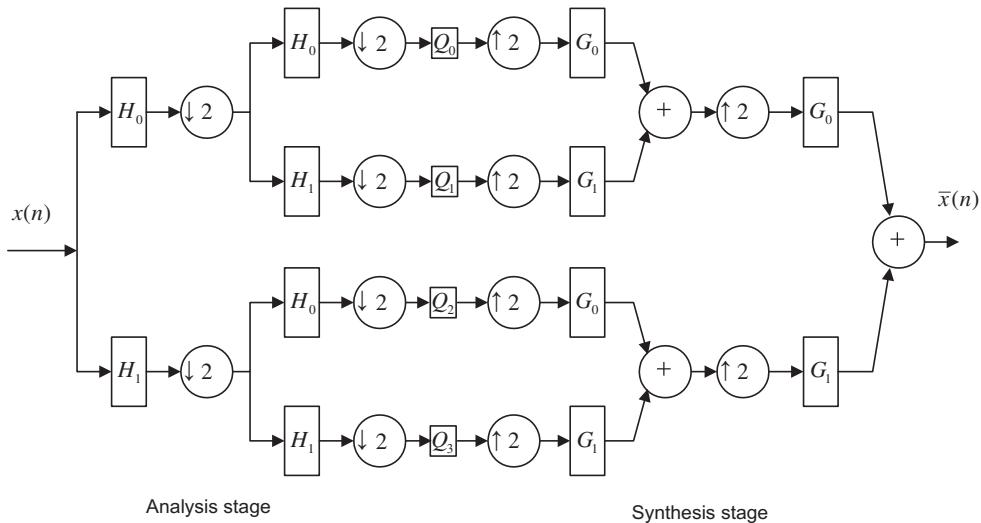 H₀ ↓2 Q₀ ↑2 G₀
H₀ ↓2 + ↑2 G₀
H₁ ↓2 Q₁ ↑2 G₁
x(n) x̄(n)
+
H₀ ↓2 Q₂ ↑2 G₀
H₁ ↓2 + ↑2 G₁
H₁ ↓2 Q₃ ↑2 G₁
Analysis stage
Synthesis stage